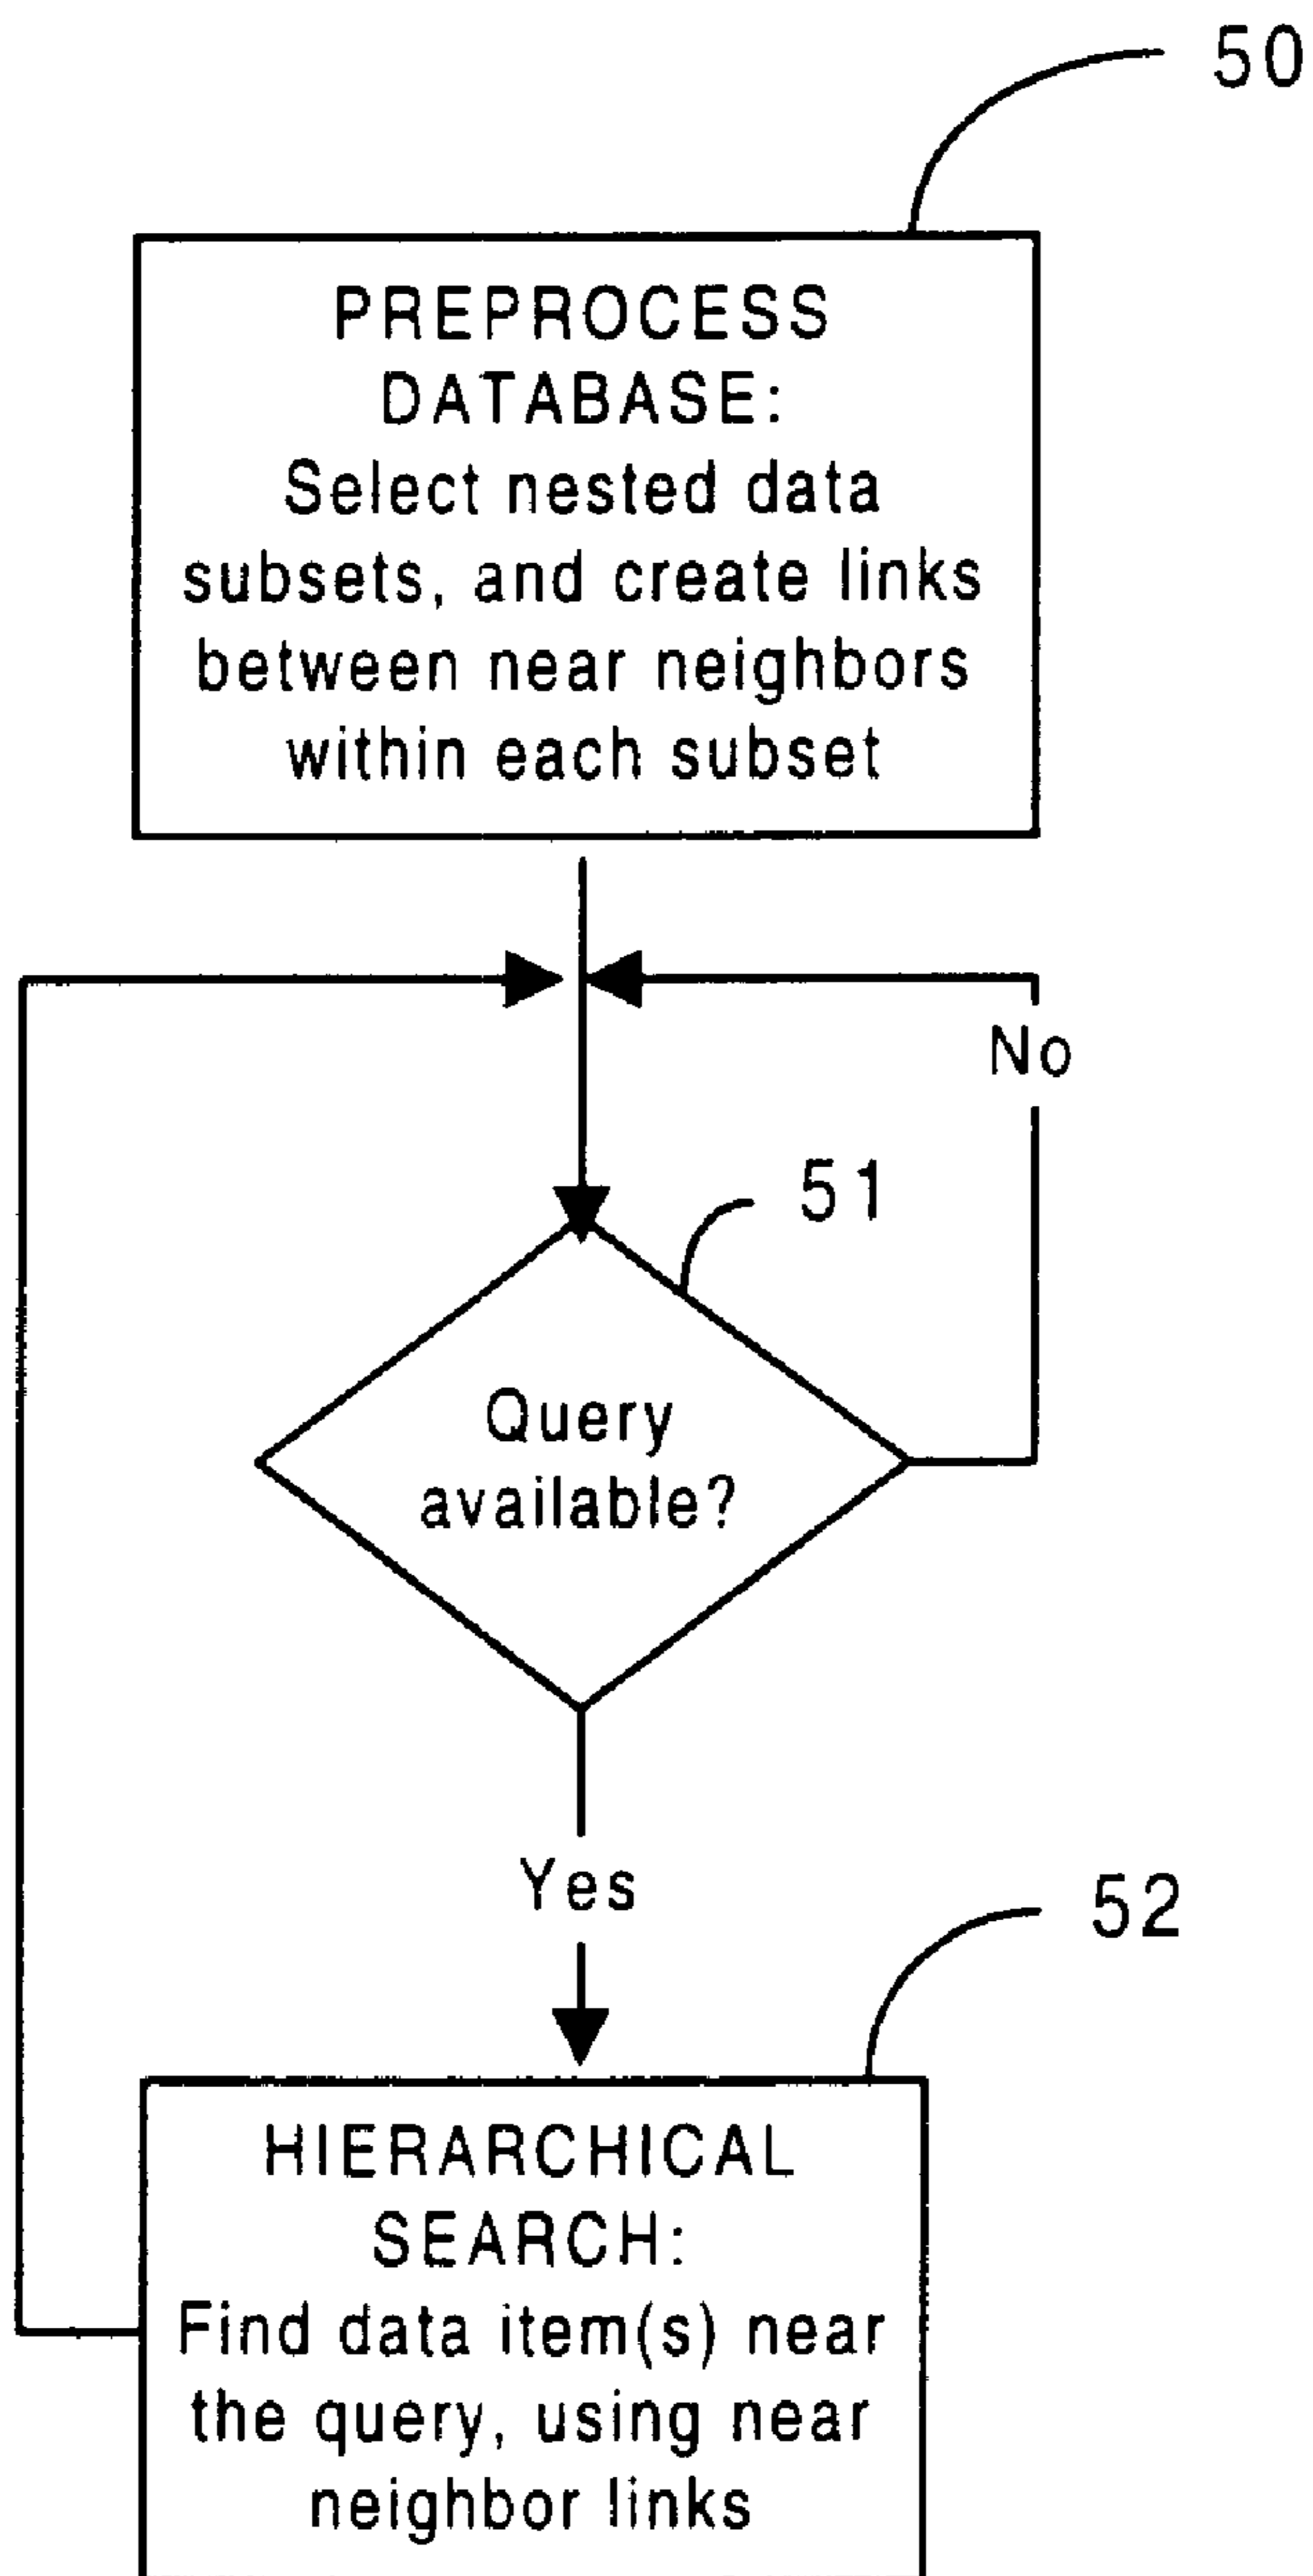 50
PREPROCESS
DATABASE:
Select nested data
subsets, and create links
between near neighbors
within each subset
No
51
Query
available?
Yes
52
HIERARCHICAL
SEARCH:
Find data item(s) near
the query, using near
neighbor links